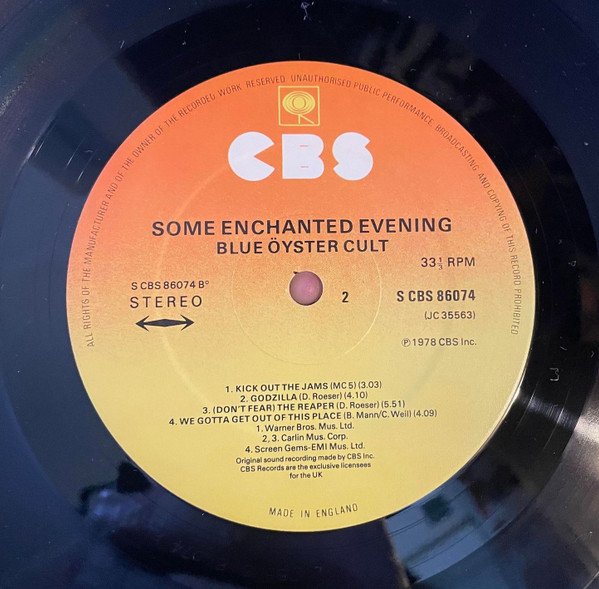 ALL RIGHTS OF THE MANUFACTURER AND OF THE OWNER OF THE RECORDED WORK RESERVED UNAUTHORISED PUBLIC PERFORMANCE BROADCASTING AND COPYING OF THIS RECORD PROHIBITED
CBS
SOME ENCHANTED EVENING
BLUE ÖYSTER CULT
33⅓ RPM
S CBS 86074 B°
STEREO
2
S CBS 86074
(JC 35563)
℗ 1978 CBS Inc.
1. KICK OUT THE JAMS (MC 5) (3.03)
2. GODZILLA (D. Roeser) (4.10)
3. (DON'T FEAR) THE REAPER (D. Roeser) (5.51)
4. WE GOTTA GET OUT OF THIS PLACE (B. Mann/C. Weil) (4.09)
1. Warner Bros. Mus. Ltd.
2, 3. Carlin Mus. Corp.
4. Screen Gems-EMI Mus. Ltd.
Original sound recording made by CBS Inc.
CBS Records are the exclusive licensees
for the UK
MADE IN ENGLAND